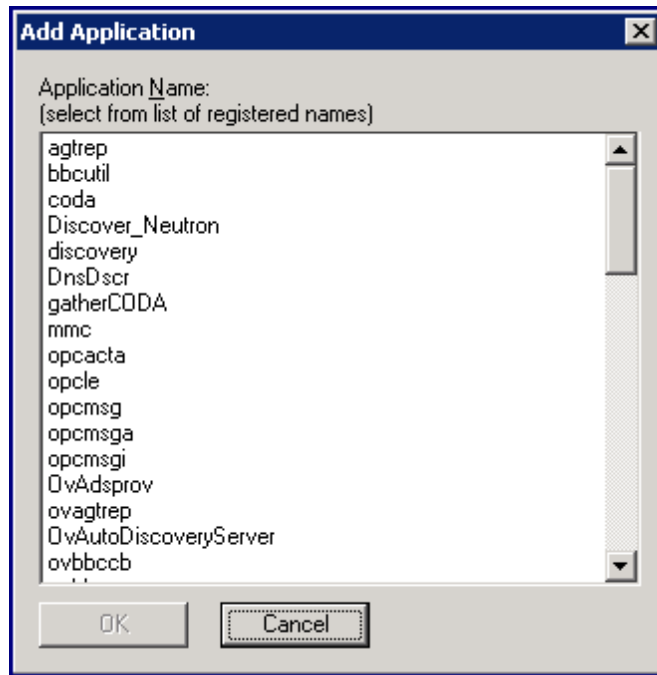 Add Application
Application Name:
(select from list of registered names)
agtrep
bbcutil
coda
Discover_Neutron
discovery
DnsDscr
gatherCODA
mmc
opcacta
opcle
opcmsg
opcmsga
opcmsgi
OvAdsprov
ovagtrep
OvAutoDiscoveryServer
ovbbccb
OK
Cancel